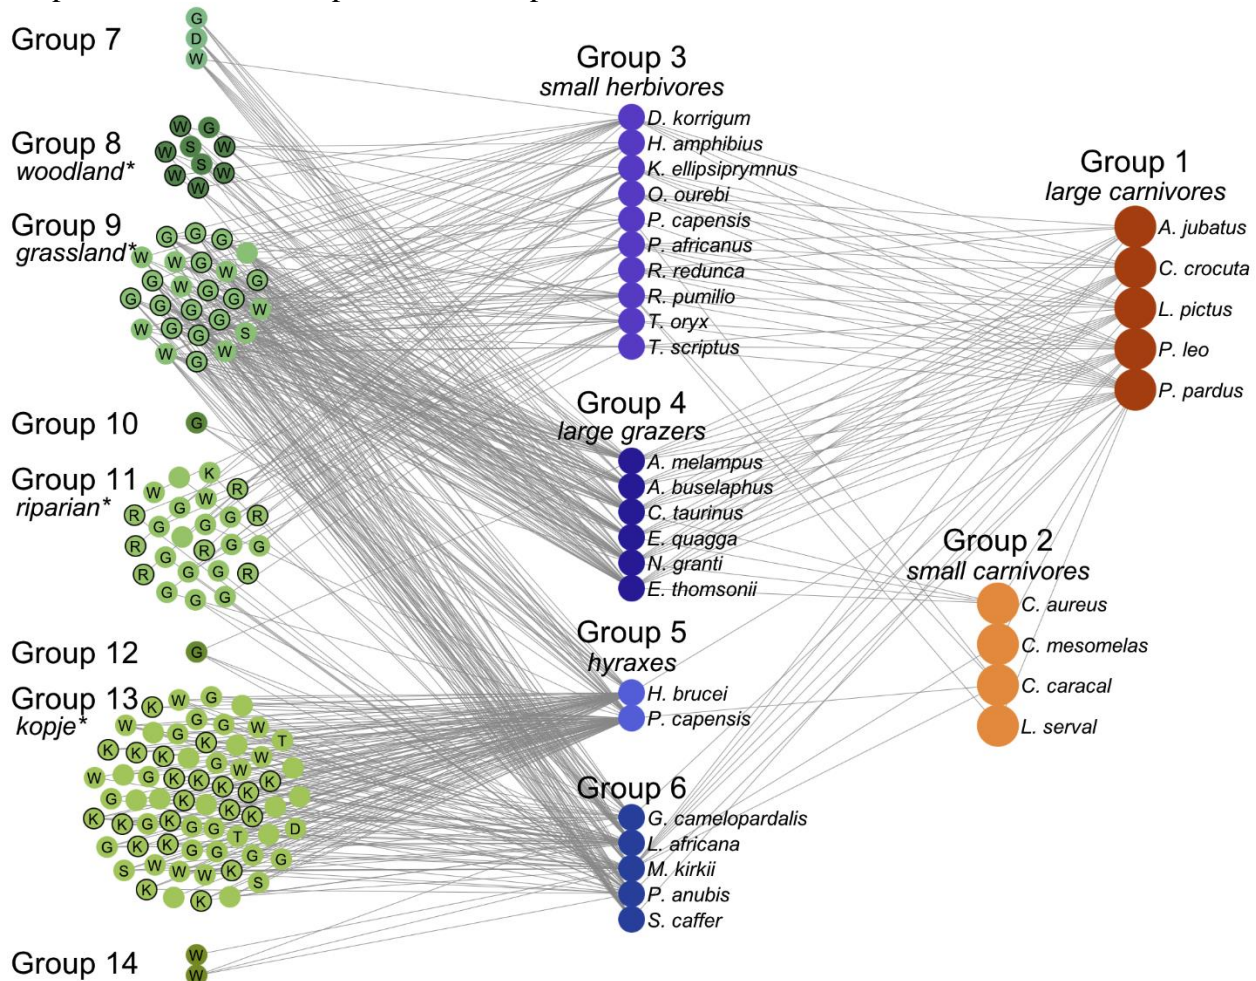 Group 7
G
D
W
Group 8
woodland*
W G
W S W
S
W W
W
Group 9
grassland*
G G G
W W G W
G W G G
G G G G W
W G G G S
W G W
Group 10
G
Group 11
riparian*
K
W W R
R G G R
G G
R R G G
G
R G G R
G G G
Group 12
G
Group 13
kopje*
K W G
W G G W
G K T
K K K G W W
W G K K K K K
G K K K
K K G K G G T D
G K K G G G G
S W W W K S
K K
Group 14
W
W
Group 3
small herbivores
D. korrigum
H. amphibius
K. ellipsiprymnus
O. ourebi
P. capensis
P. africanus
R. redunca
R. pumilio
T. oryx
T. scriptus
Group 4
large grazers
A. melampus
A. buselaphus
C. taurinus
E. quagga
N. granti
E. thomsonii
Group 5
hyraxes
H. brucei
P. capensis
Group 6
G. camelopardalis
L. africana
M. kirkii
P. anubis
S. caffer
Group 1
large carnivores
A. jubatus
C. crocuta
L. pictus
P. leo
P. pardus
Group 2
small carnivores
C. aureus
C. mesomelas
C. caracal
L. serval